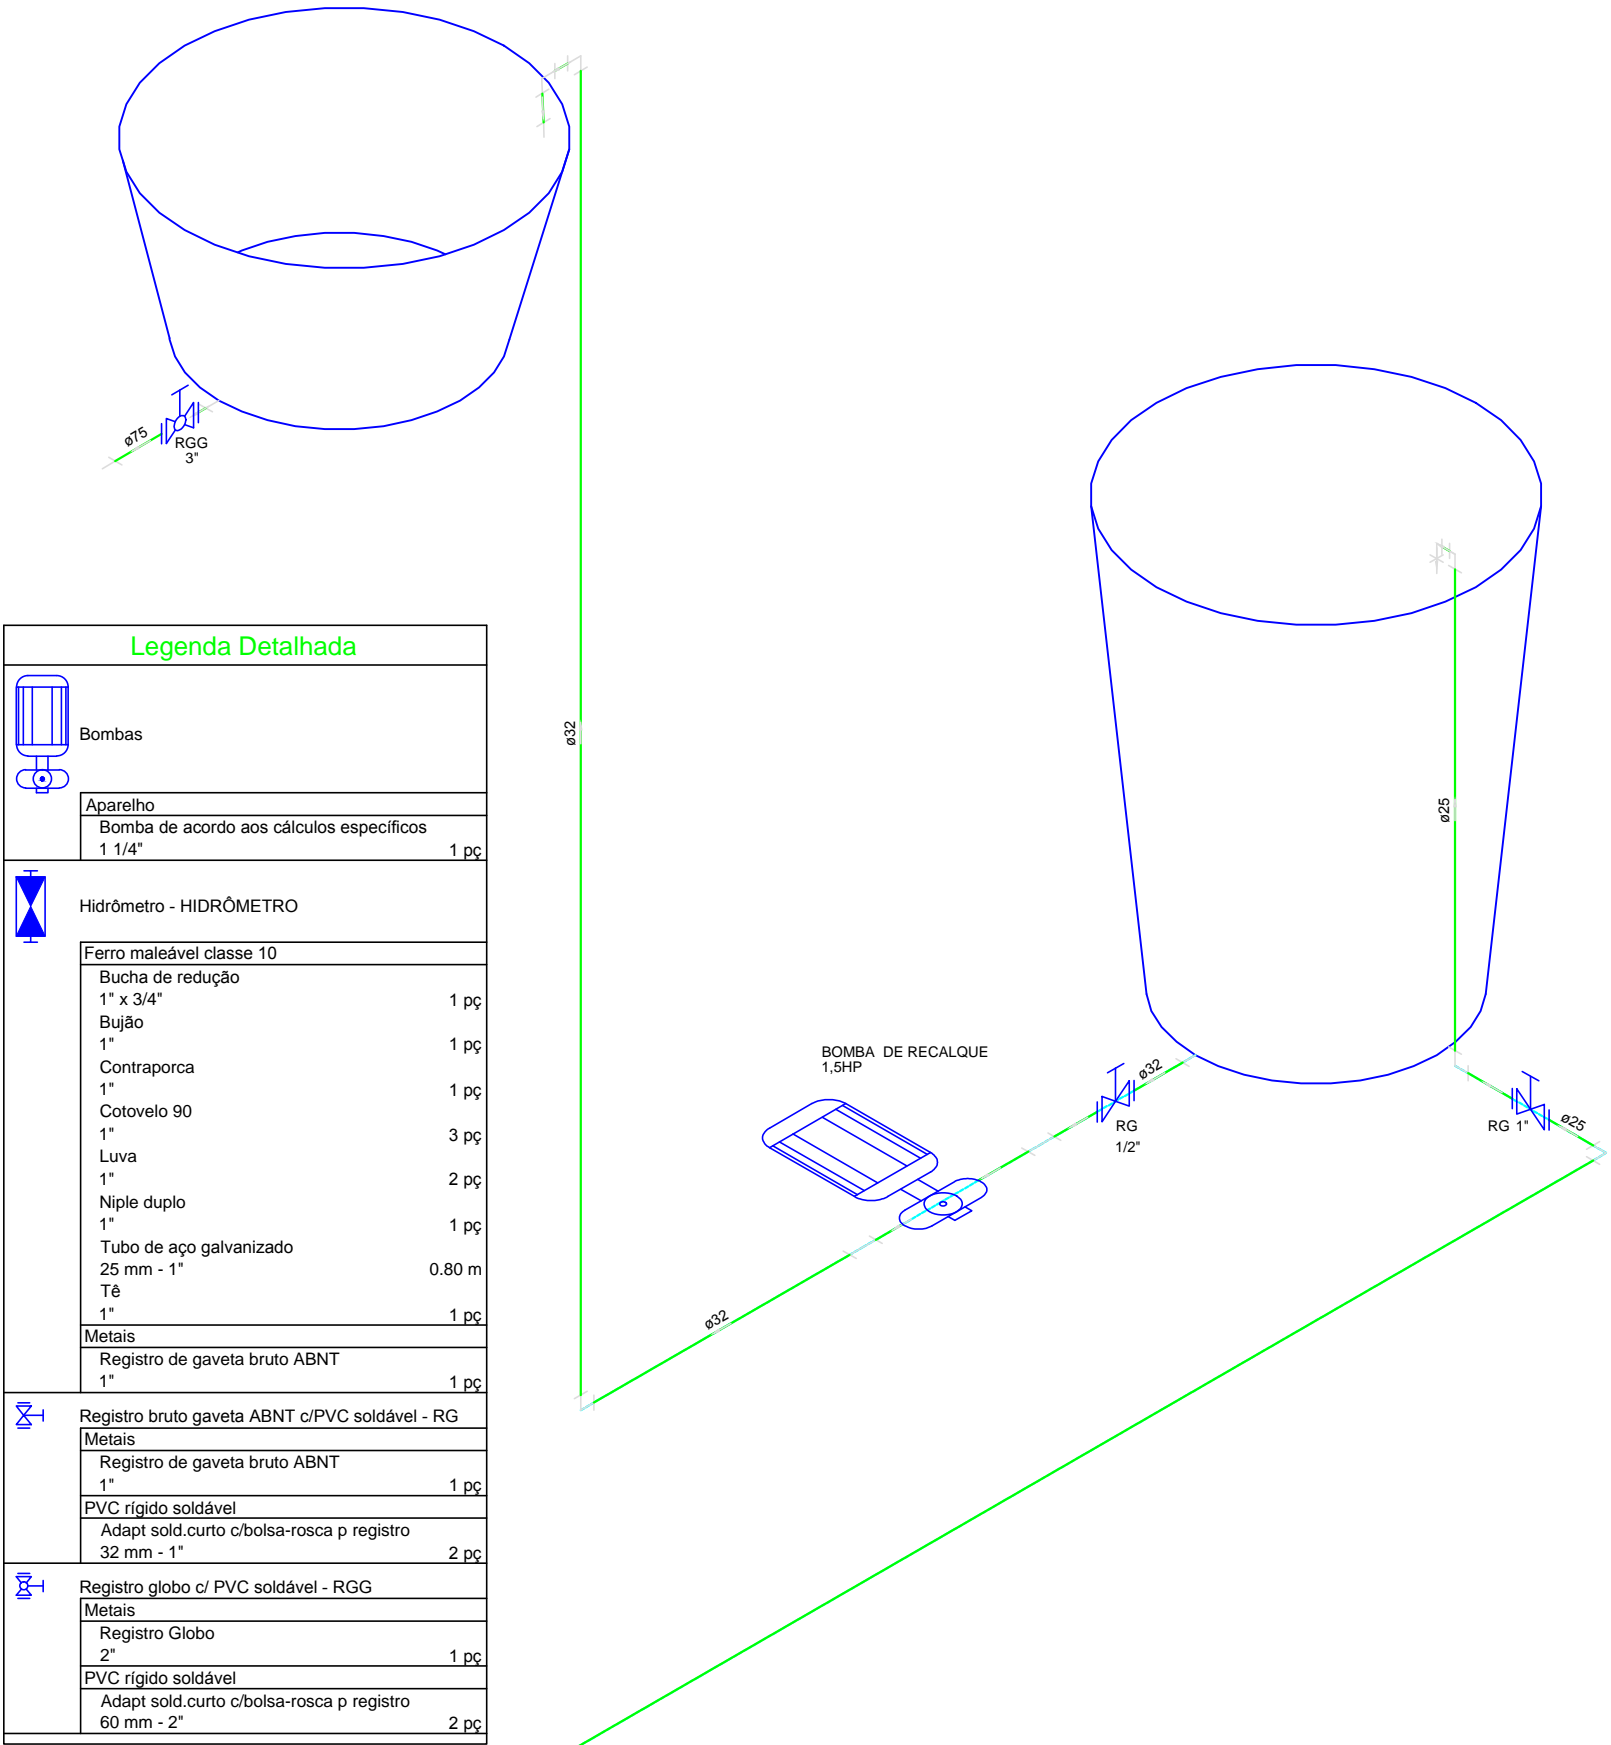 ø75
RGG
3"
Legenda Detalhada
Bombas
Aparelho
Bomba de acordo aos cálculos específicos
1 1/4" 1 pç
Hidrômetro - HIDRÔMETRO
Ferro maleável classe 10
Bucha de redução
1" x 3/4" 1 pç
Bujão
1" 1 pç
Contraporca
1" 1 pç
Cotovelo 90
1" 3 pç
Luva
1" 2 pç
Niple duplo
1" 1 pç
Tubo de aço galvanizado
25 mm - 1" 0.80 m
Tê
1" 1 pç
Metais
Registro de gaveta bruto ABNT
1" 1 pç
Registro bruto gaveta ABNT c/PVC soldável - RG
Metais
Registro de gaveta bruto ABNT
1" 1 pç
PVC rígido soldável
Adapt sold.curto c/bolsa-rosca p registro
32 mm - 1" 2 pç
Registro globo c/ PVC soldável - RGG
Metais
Registro Globo
2" 1 pç
PVC rígido soldável
Adapt sold.curto c/bolsa-rosca p registro
60 mm - 2" 2 pç
ø32
ø25
BOMBA DE RECALQUE
1,5HP
ø32
RG
1/2"
RG 1"
ø25
ø32